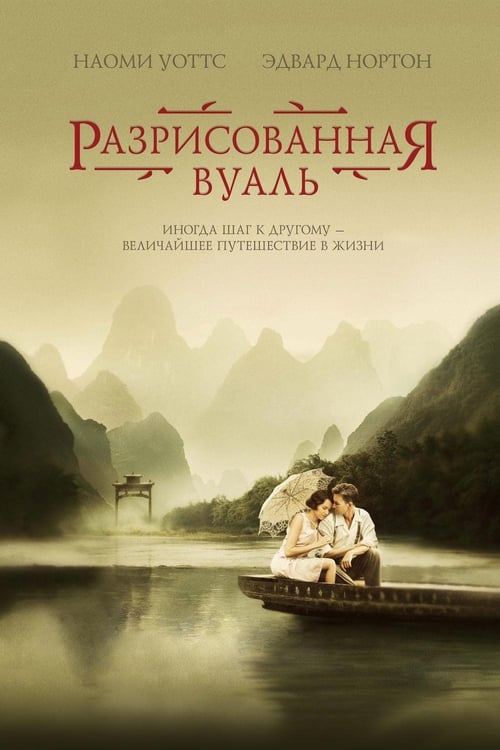 НАОМИ УОТТС ЭДВАРД НОРТОН
РАЗРИСОВАННАЯ
ВУАЛЬ
ИНОГДА ШАГ К ДРУГОМУ –
ВЕЛИЧАЙШЕЕ ПУТЕШЕСТВИЕ В ЖИЗНИ